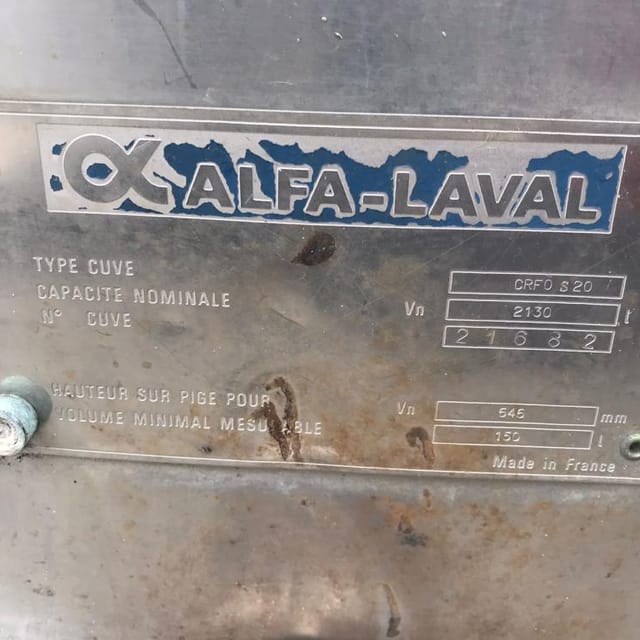 α ALFA-LAVAL
TYPE CUVE CRFO S 20
CAPACITE NOMINALE Vn 2130 ℓ
N° CUVE 21682
HAUTEUR SUR PIGE POUR Vn 546 mm
VOLUME MINIMAL MESURABLE 150 ℓ
Made in France